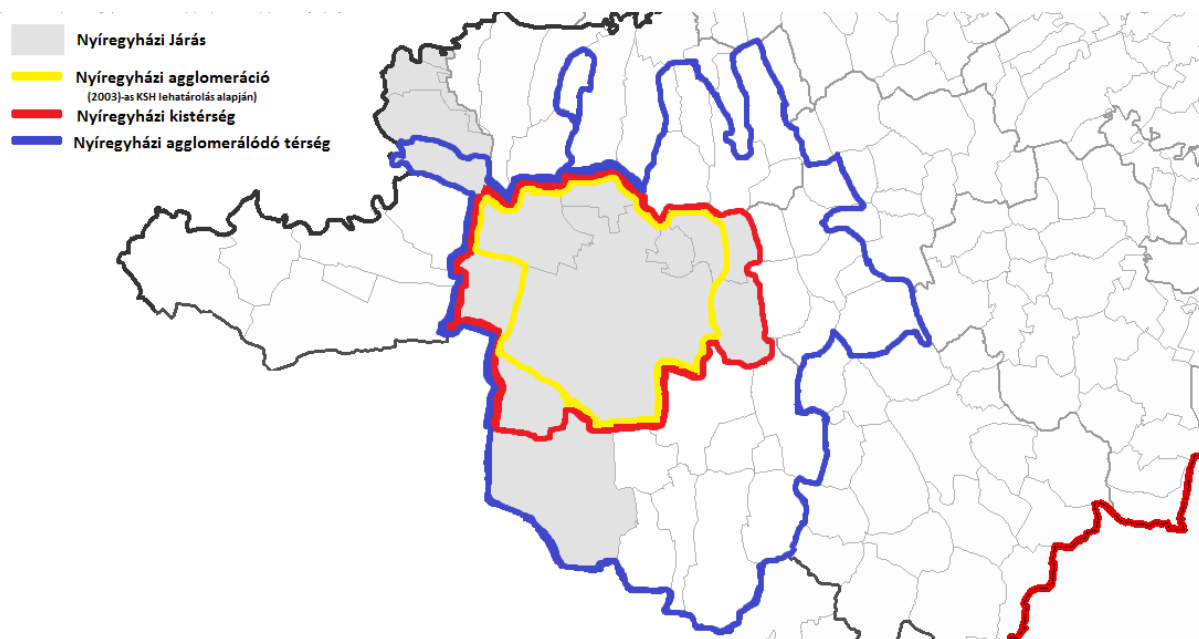 Nyíregyházi Járás
Nyíregyházi agglomeráció
(2003)-as KSH lehatárolás alapján)
Nyíregyházi kistérség
Nyíregyházi agglomerálódó térség